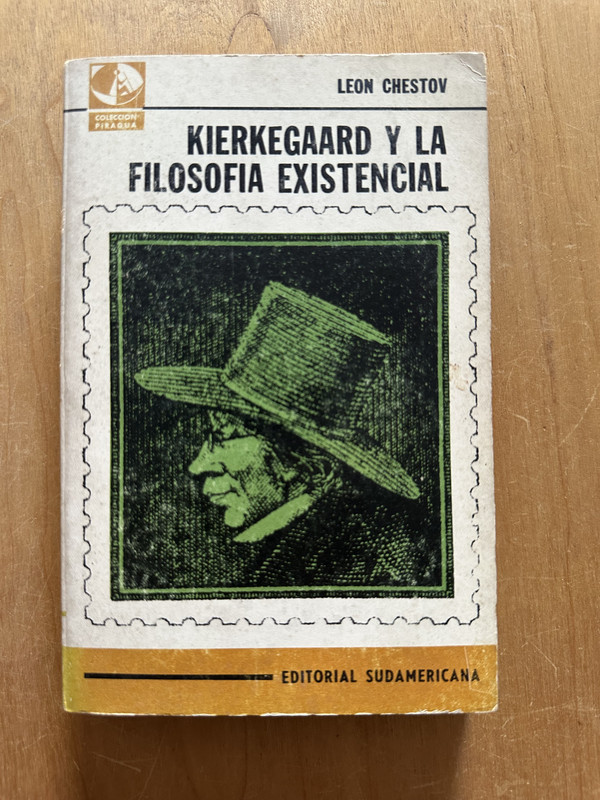 COLECCION
PIRAGUA
LEON CHESTOV
KIERKEGAARD Y LA
FILOSOFIA EXISTENCIAL
EDITORIAL SUDAMERICANA